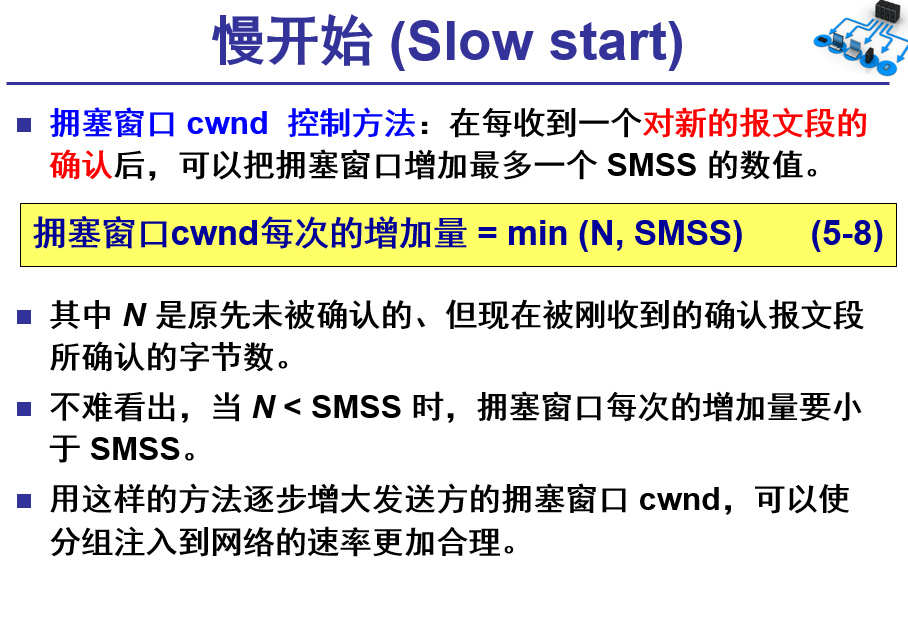 慢开始 (Slow start)
拥塞窗口 cwnd 控制方法：在每收到一个对新的报文段的
确认后，可以把拥塞窗口增加最多一个 SMSS 的数值。
拥塞窗口cwnd每次的增加量 = min (N, SMSS) (5-8)
其中 N 是原先未被确认的、但现在被刚收到的确认报文段
所确认的字节数。
不难看出，当 N < SMSS 时，拥塞窗口每次的增加量要小
于 SMSS。
用这样的方法逐步增大发送方的拥塞窗口 cwnd，可以使
分组注入到网络的速率更加合理。